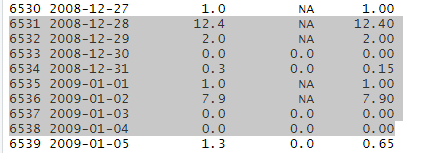 6530 2008-12-27 1.0 NA 1.00
6531 2008-12-28 12.4 NA 12.40
6532 2008-12-29 2.0 NA 2.00
6533 2008-12-30 0.0 0.0 0.00
6534 2008-12-31 0.3 0.0 0.15
6535 2009-01-01 1.0 NA 1.00
6536 2009-01-02 7.9 NA 7.90
6537 2009-01-03 0.0 0.0 0.00
6538 2009-01-04 0.0 0.0 0.00
6539 2009-01-05 1.3 0.0 0.65